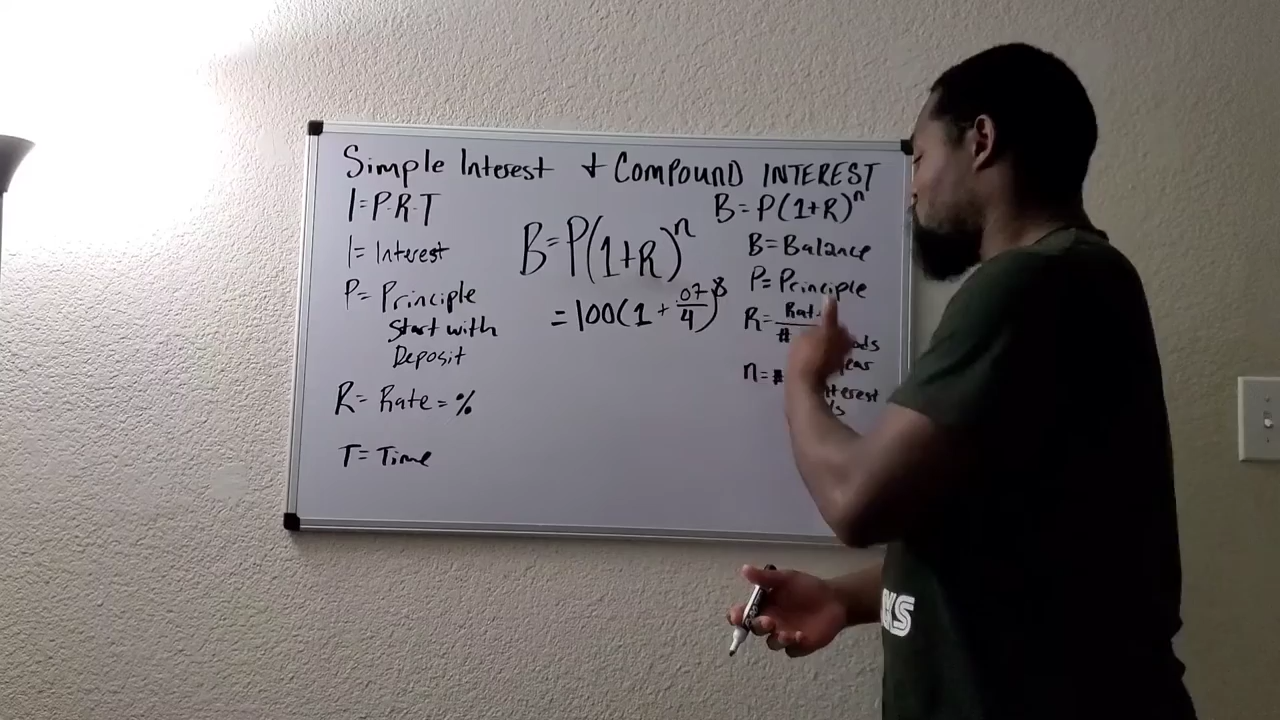 Simple Interest + COMPOUND INTEREST
I=P·R·T
I= Interest
P= Principle
Start with
Deposit
R= Rate = %
T= Time
B=P(1+R)^n
=100(1+.07/4)^8
B=P(1+R)^n
B=Balance
P=Principle
R=
#
n=#